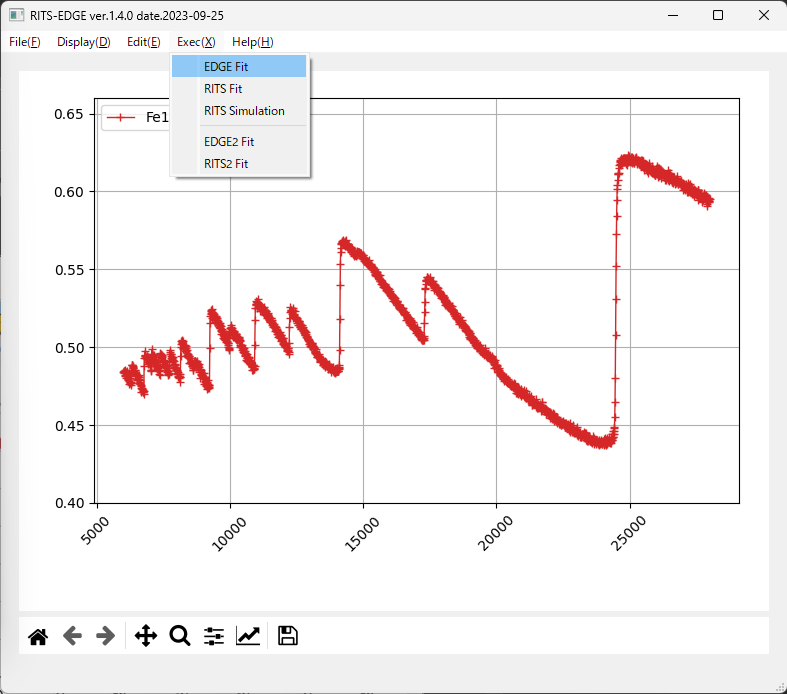 RITS-EDGE ver.1.4.0 date.2023-09-25
File(F) Display(D) Edit(E) Exec(X) Help(H)
EDGE Fit
RITS Fit
RITS Simulation
EDGE2 Fit
RITS2 Fit
Fe1
0.65
0.60
0.55
0.50
0.45
0.40
5000 10000 15000 20000 25000